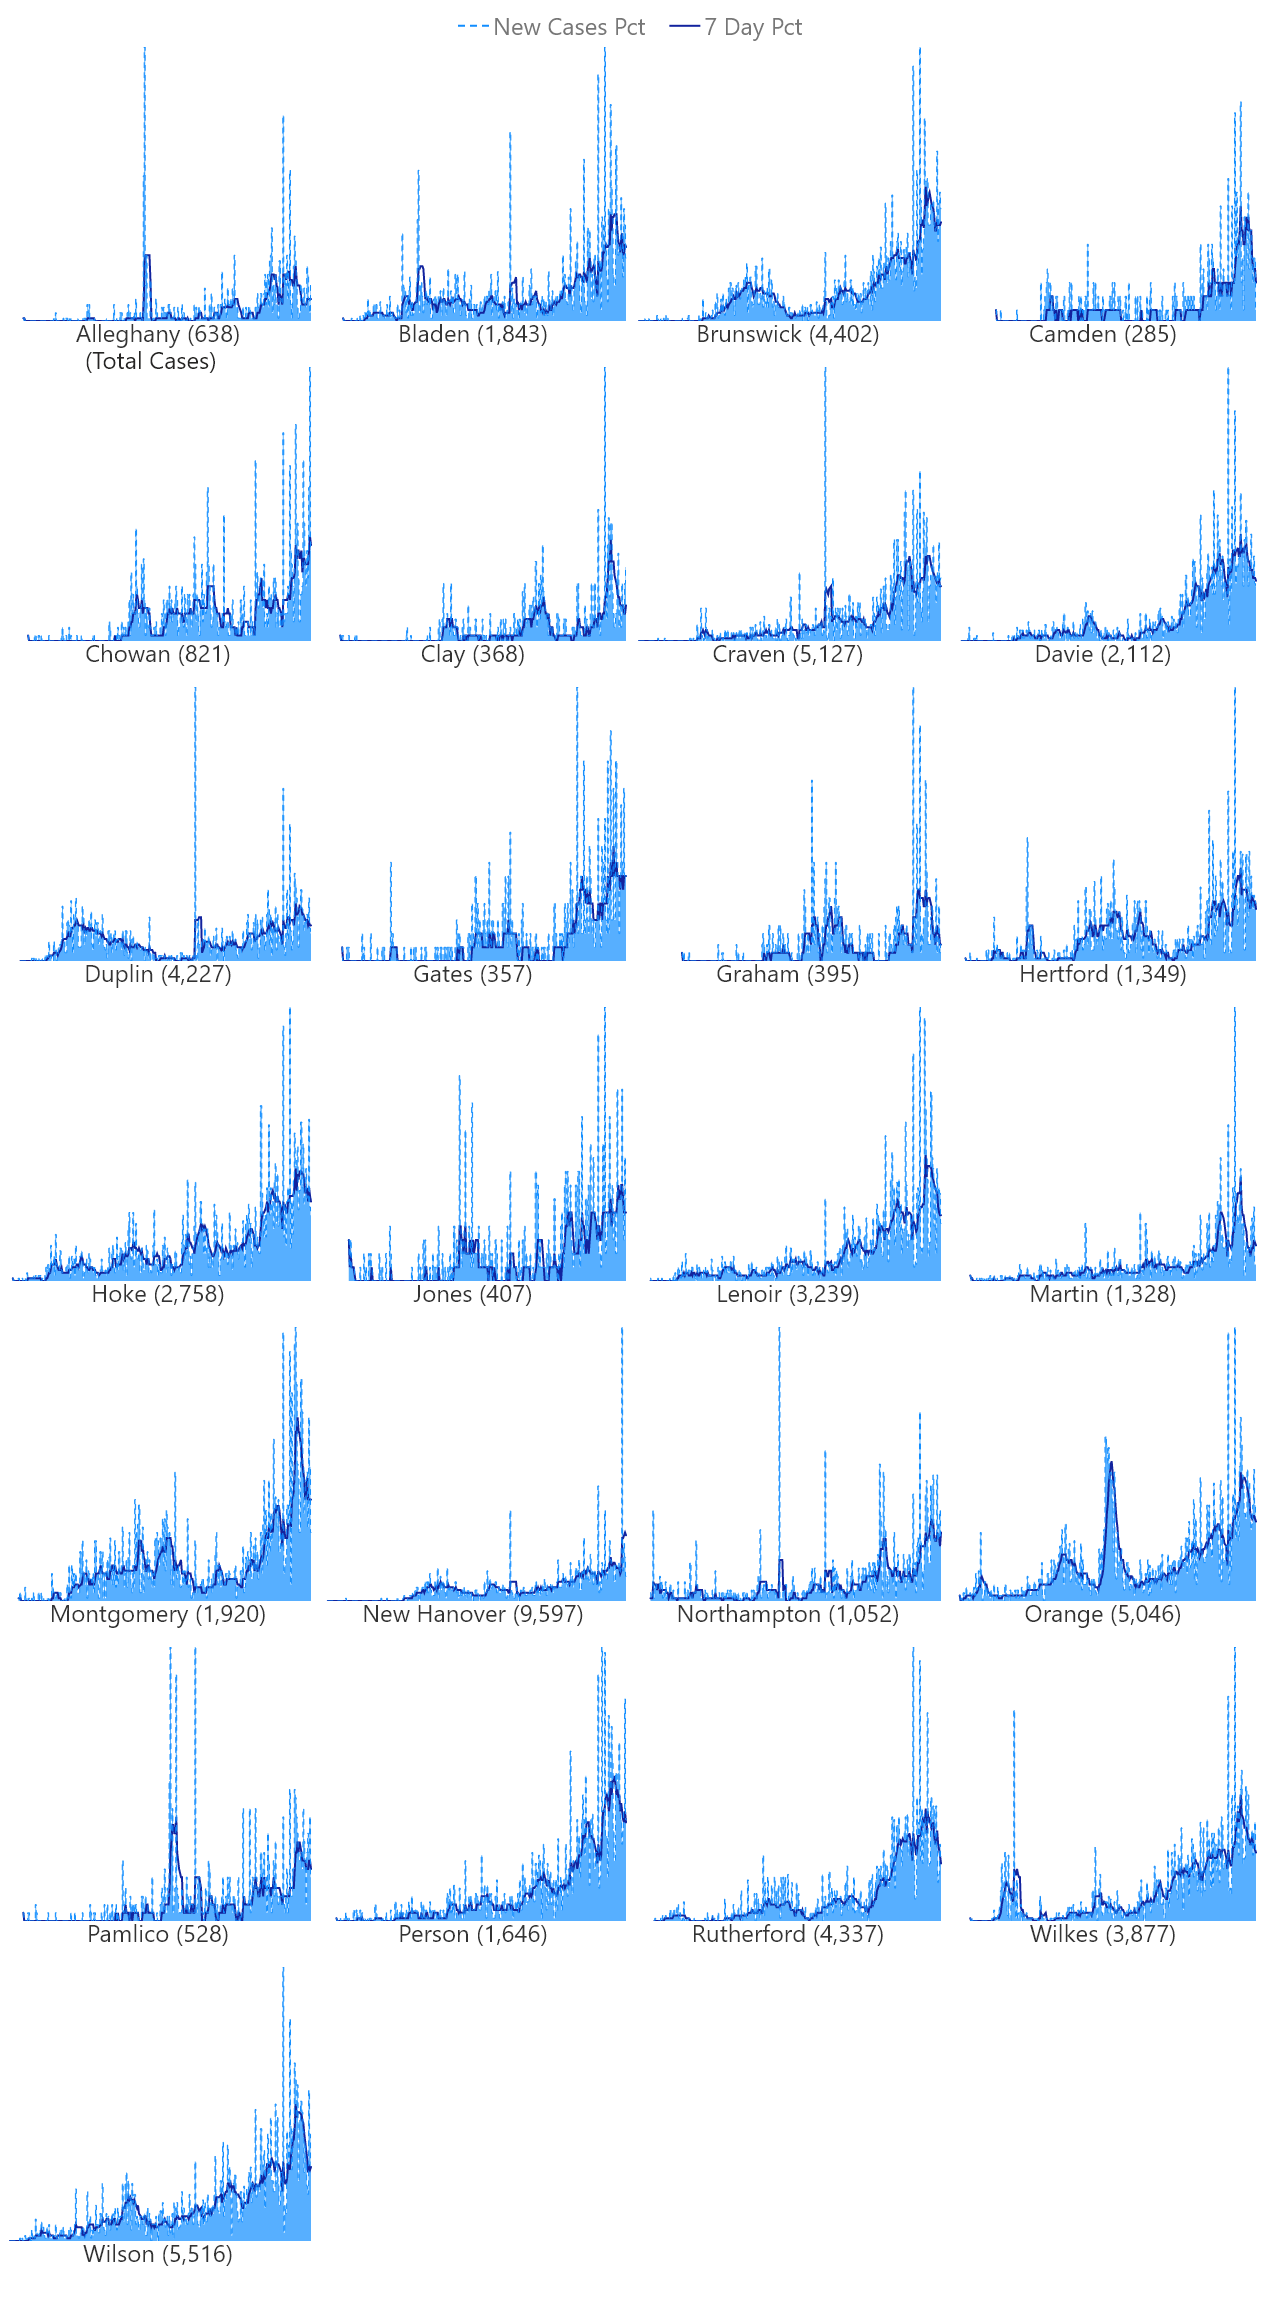 New Cases Pct 7 Day Pct
Alleghany (638) Bladen (1,843) Brunswick (4,402) Camden (285)
(Total Cases)
Chowan (821) Clay (368) Craven (5,127) Davie (2,112)
Duplin (4,227) Gates (357) Graham (395) Hertford (1,349)
Hoke (2,758) Jones (407) Lenoir (3,239) Martin (1,328)
Montgomery (1,920) New Hanover (9,597) Northampton (1,052) Orange (5,046)
Pamlico (528) Person (1,646) Rutherford (4,337) Wilkes (3,877)
Wilson (5,516)